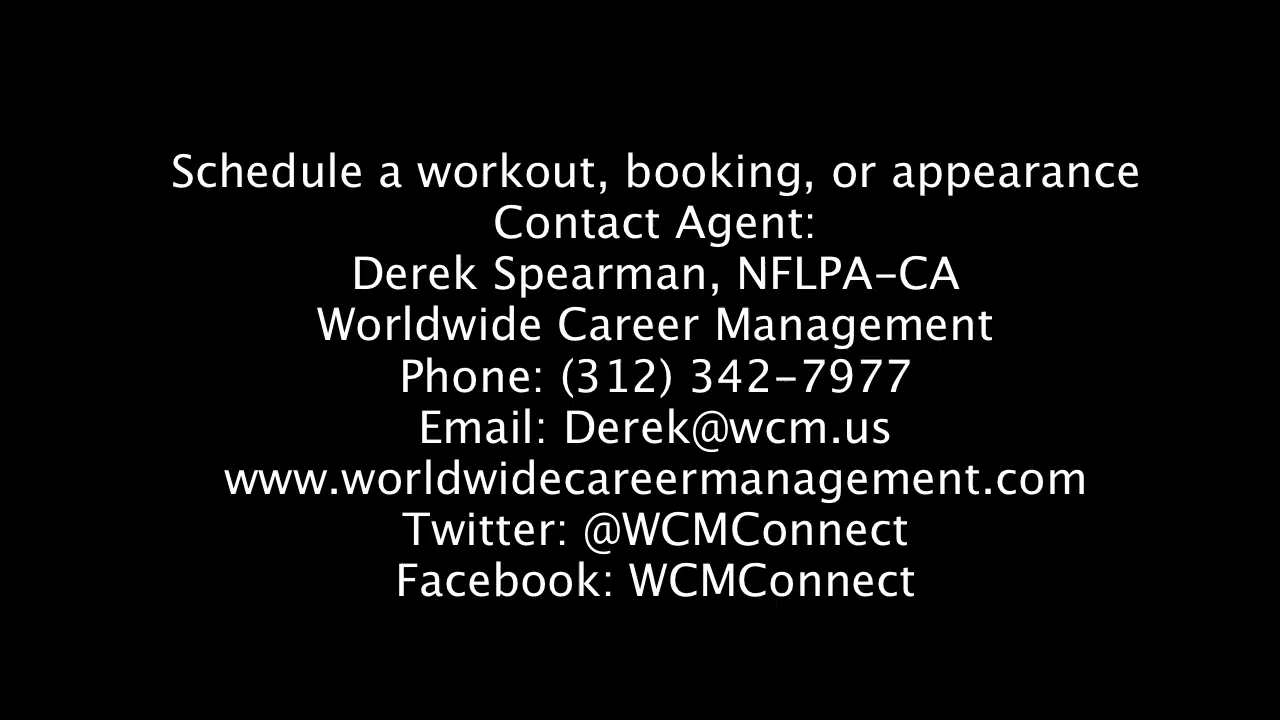 Schedule a workout, booking, or appearance
Contact Agent:
Derek Spearman, NFLPA-CA
Worldwide Career Management
Phone: (312) 342-7977
Email: Derek@wcm.us
www.worldwidecareermanagement.com
Twitter: @WCMConnect
Facebook: WCMConnect